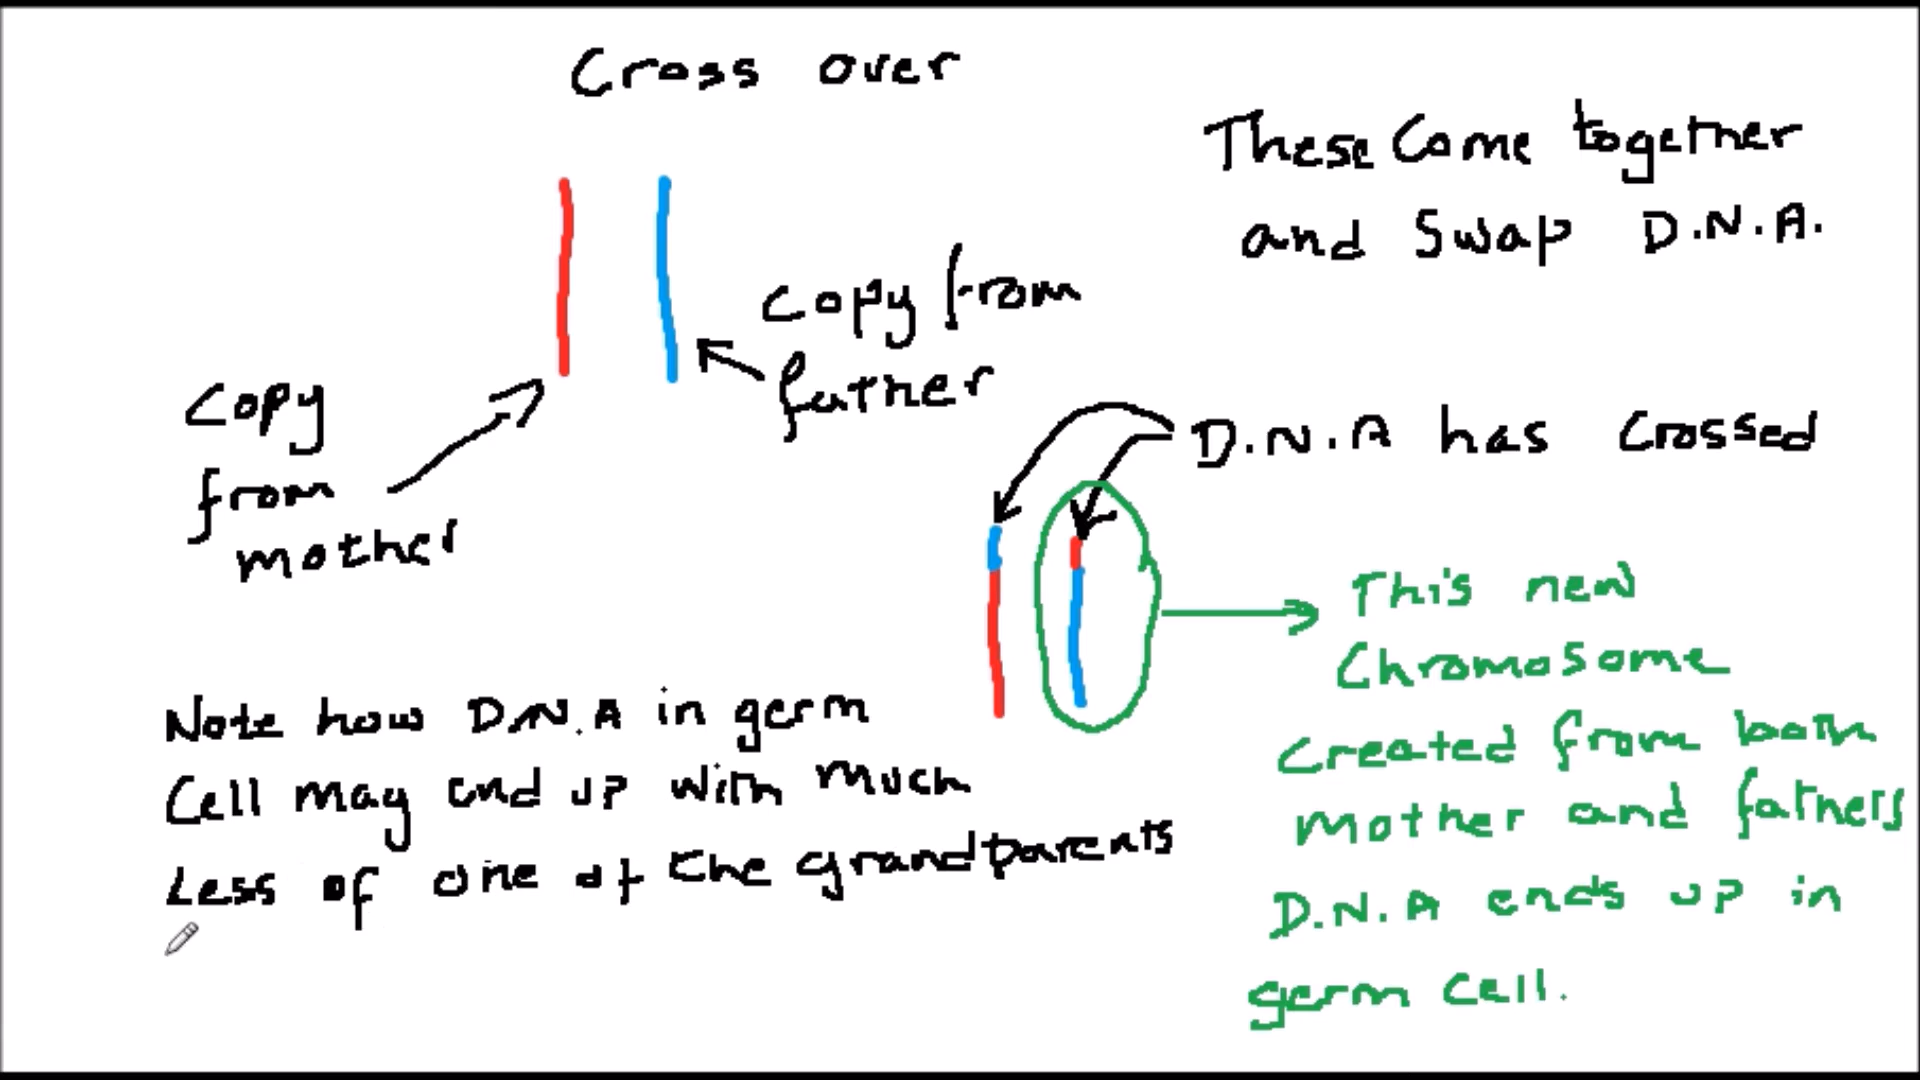 Cross over
These Come together
and Swap D.N.A.
Copy from
father
Copy
from
mother
D.N.A has Crossed
This new
Chromosome
Created from both
mother and fathers
D.N.A ends up in
germ Cell.
Note how D.N.A in germ
Cell may end up with much
Less of one of the grandparents